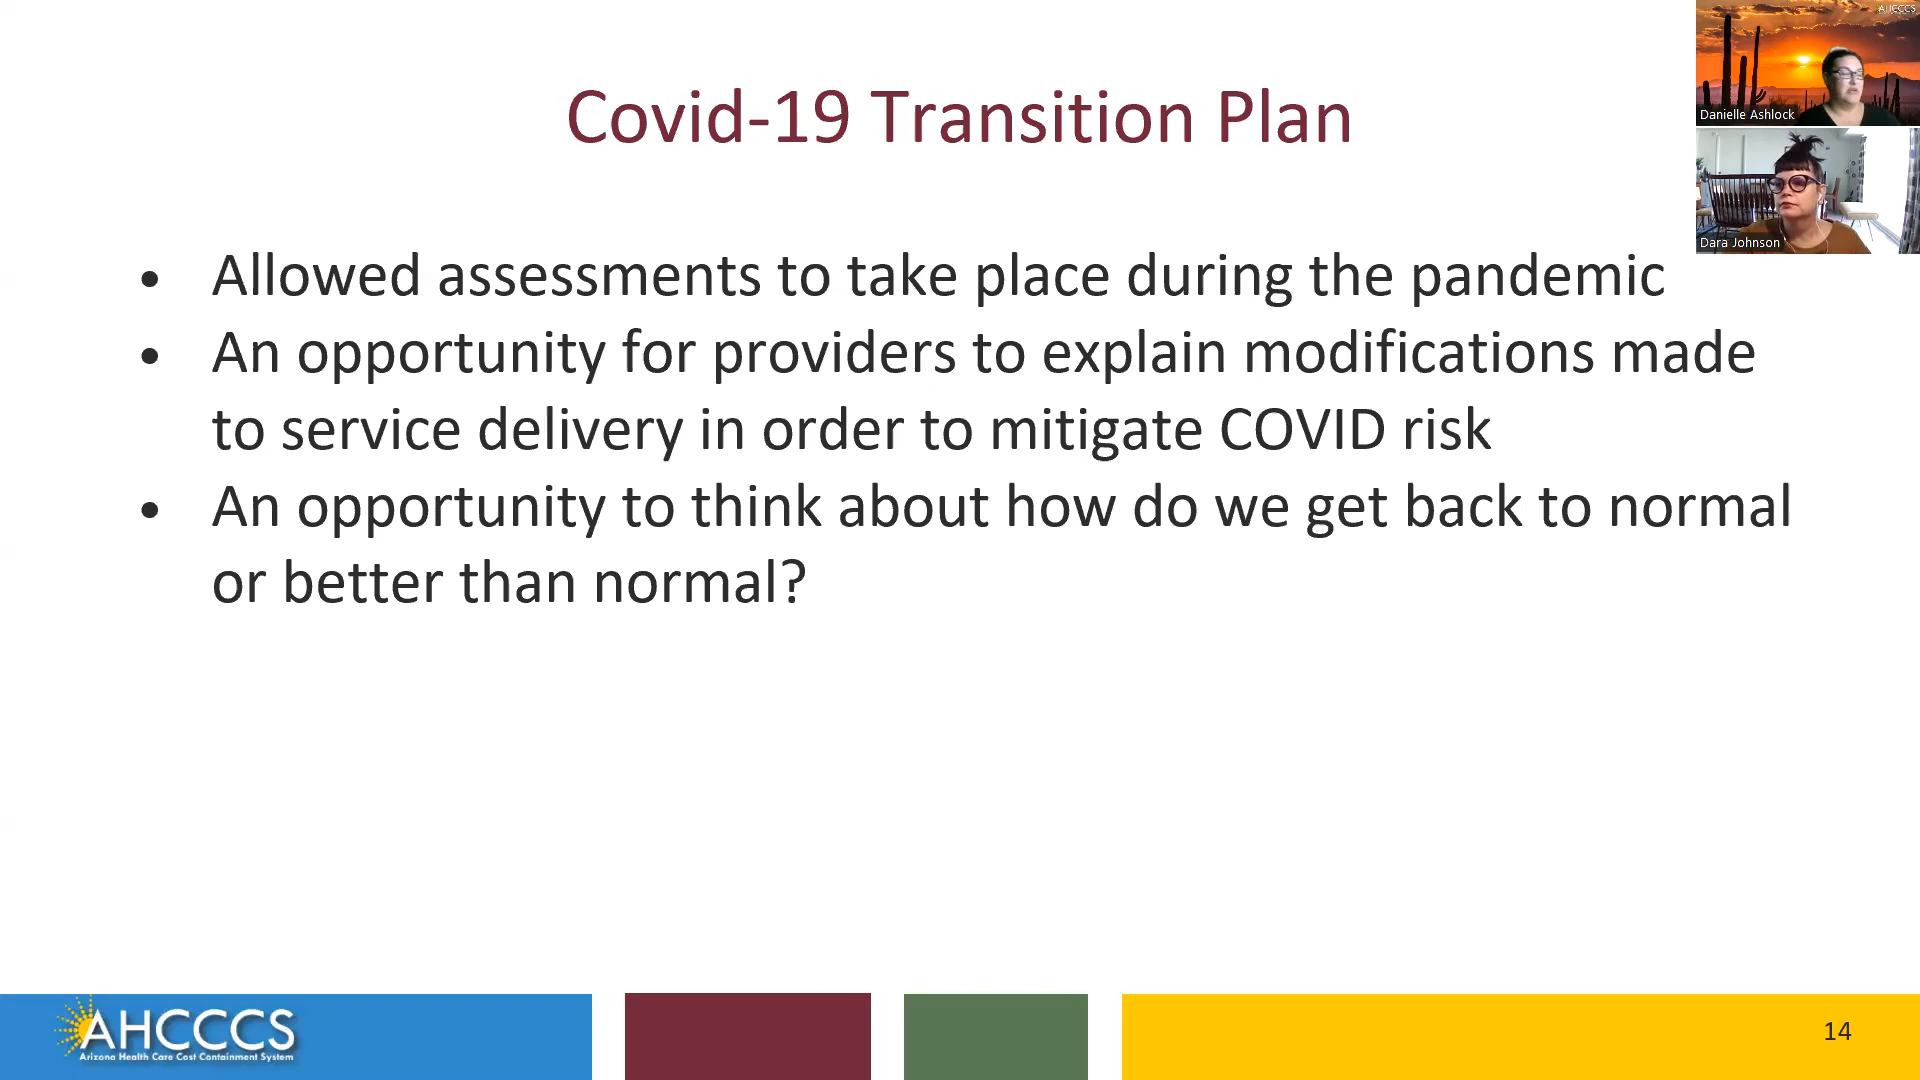 AHCCCS
Danielle Ashlock
Dara Johnson
Covid-19 Transition Plan
• Allowed assessments to take place during the pandemic
• An opportunity for providers to explain modifications made
to service delivery in order to mitigate COVID risk
• An opportunity to think about how do we get back to normal
or better than normal?
AHCCCS
Arizona Health Care Cost Containment System
14